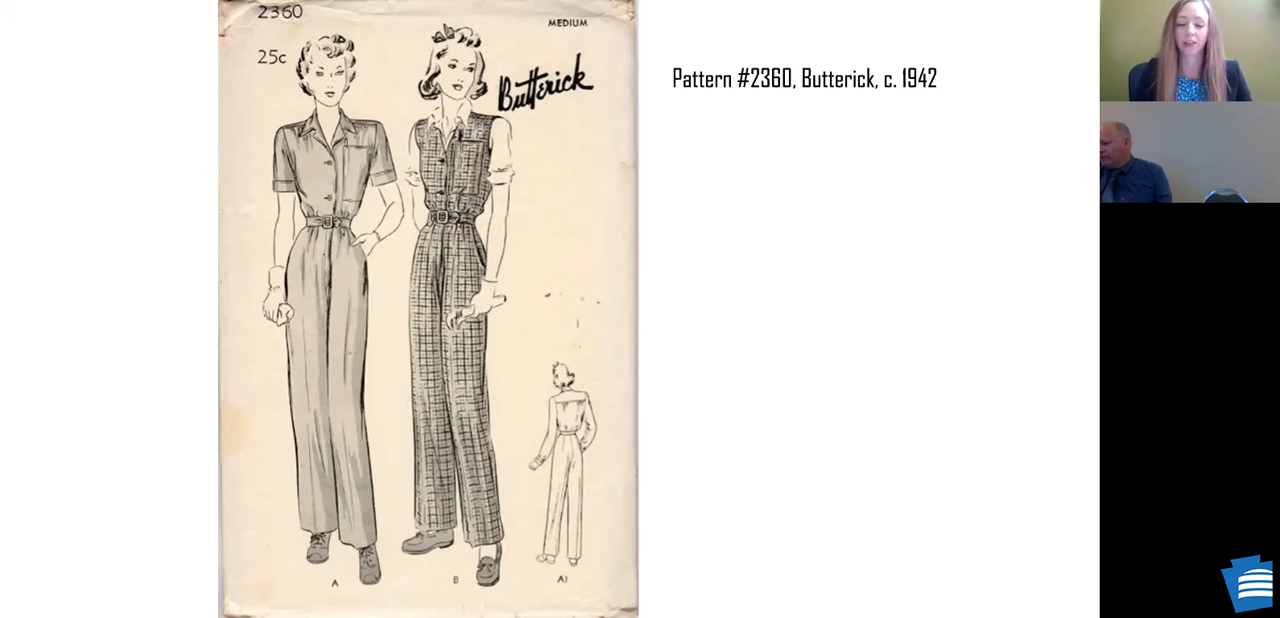 2360
MEDIUM
25c
Butterick
Pattern #2360, Butterick, c. 1942
A
B
A1